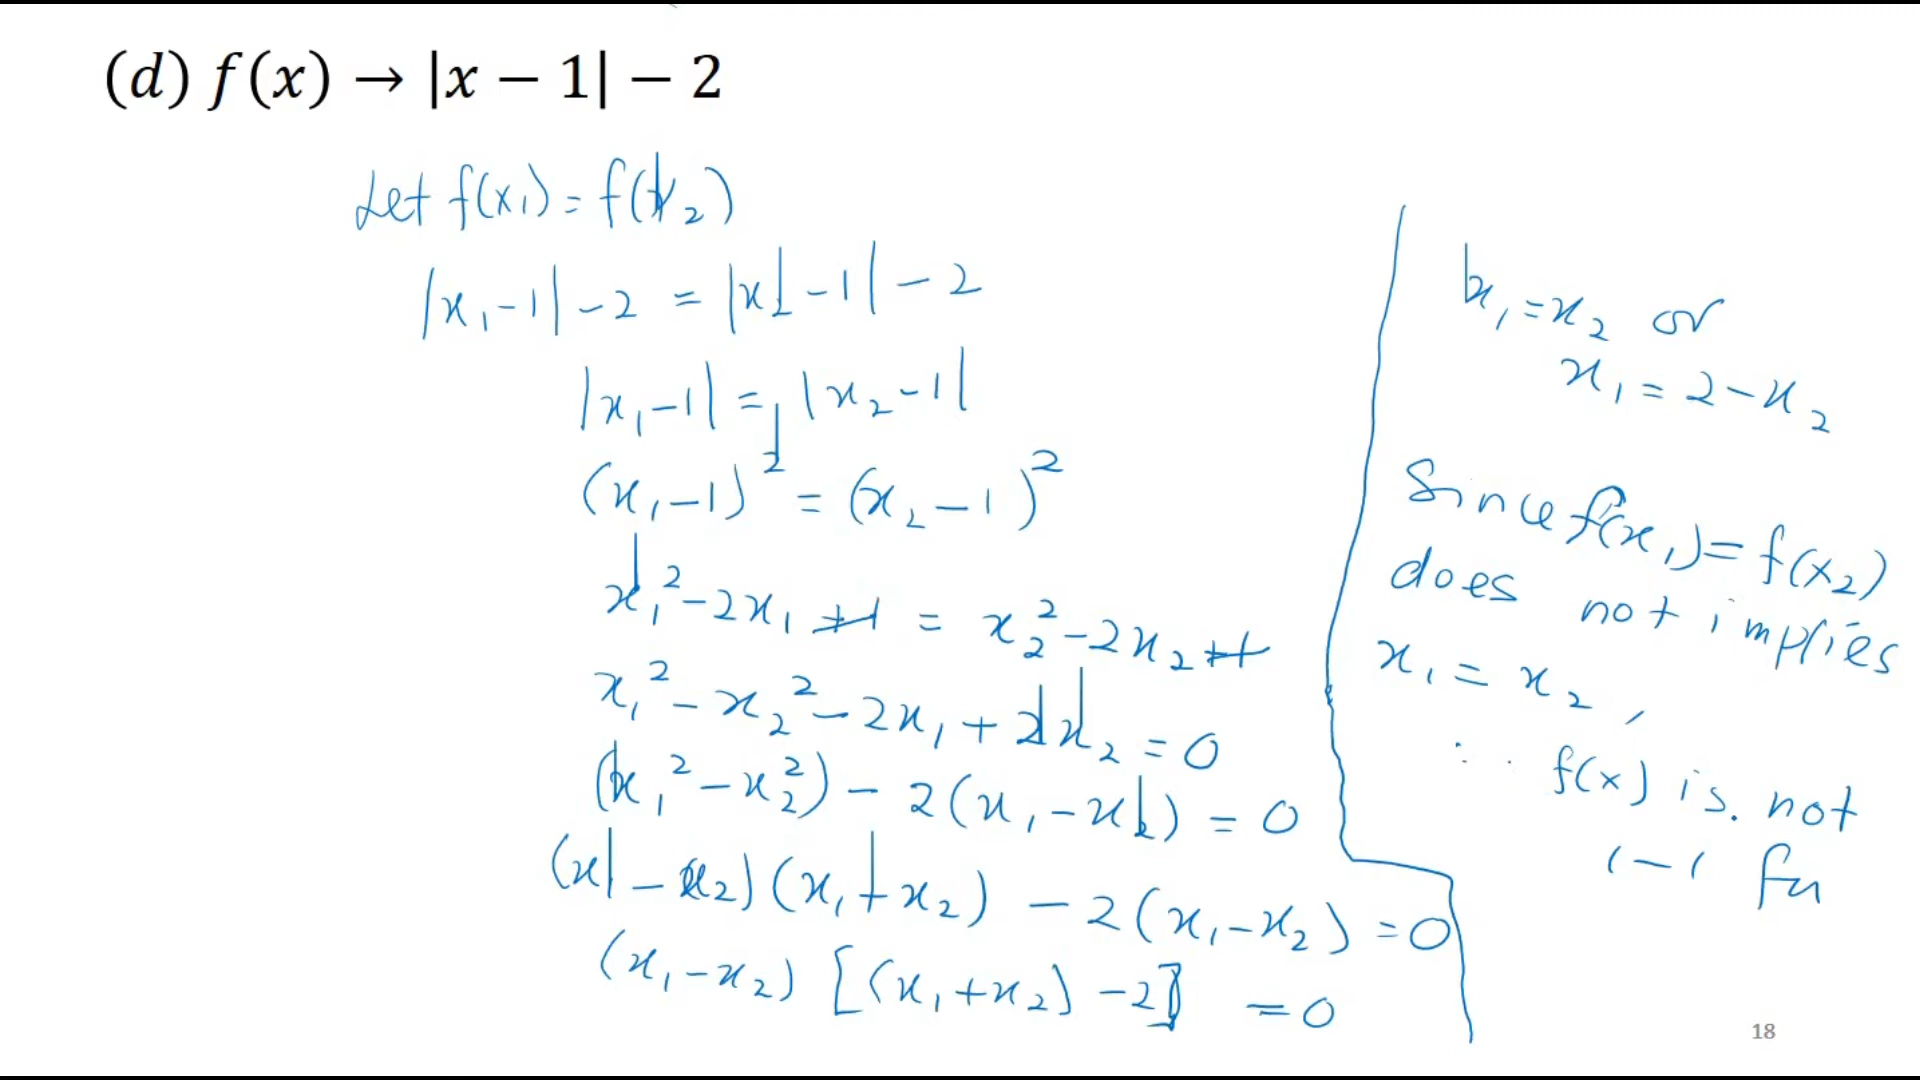 (d) f(x) → |x − 1| − 2
Let f(x₁) = f(x₂)
|x₁ - 1| - 2 = |x₂ - 1| - 2
|x₁ - 1| = |x₂ - 1|
(x₁ - 1)² = (x₂ - 1)²
x₁² - 2x₁ + 1 = x₂² - 2x₂ + 1
x₁² - x₂² - 2x₁ + 2x₂ = 0
(x₁² - x₂²) - 2(x₁ - x₂) = 0
(x₁ - x₂)(x₁ + x₂) - 2(x₁ - x₂) = 0
(x₁ - x₂) [(x₁ + x₂) - 2] = 0
x₁ = x₂ or
x₁ = 2 - x₂
Since f(x₁) = f(x₂)
does not implies
x₁ = x₂,
∴ f(x) is not
1-1 fn
18